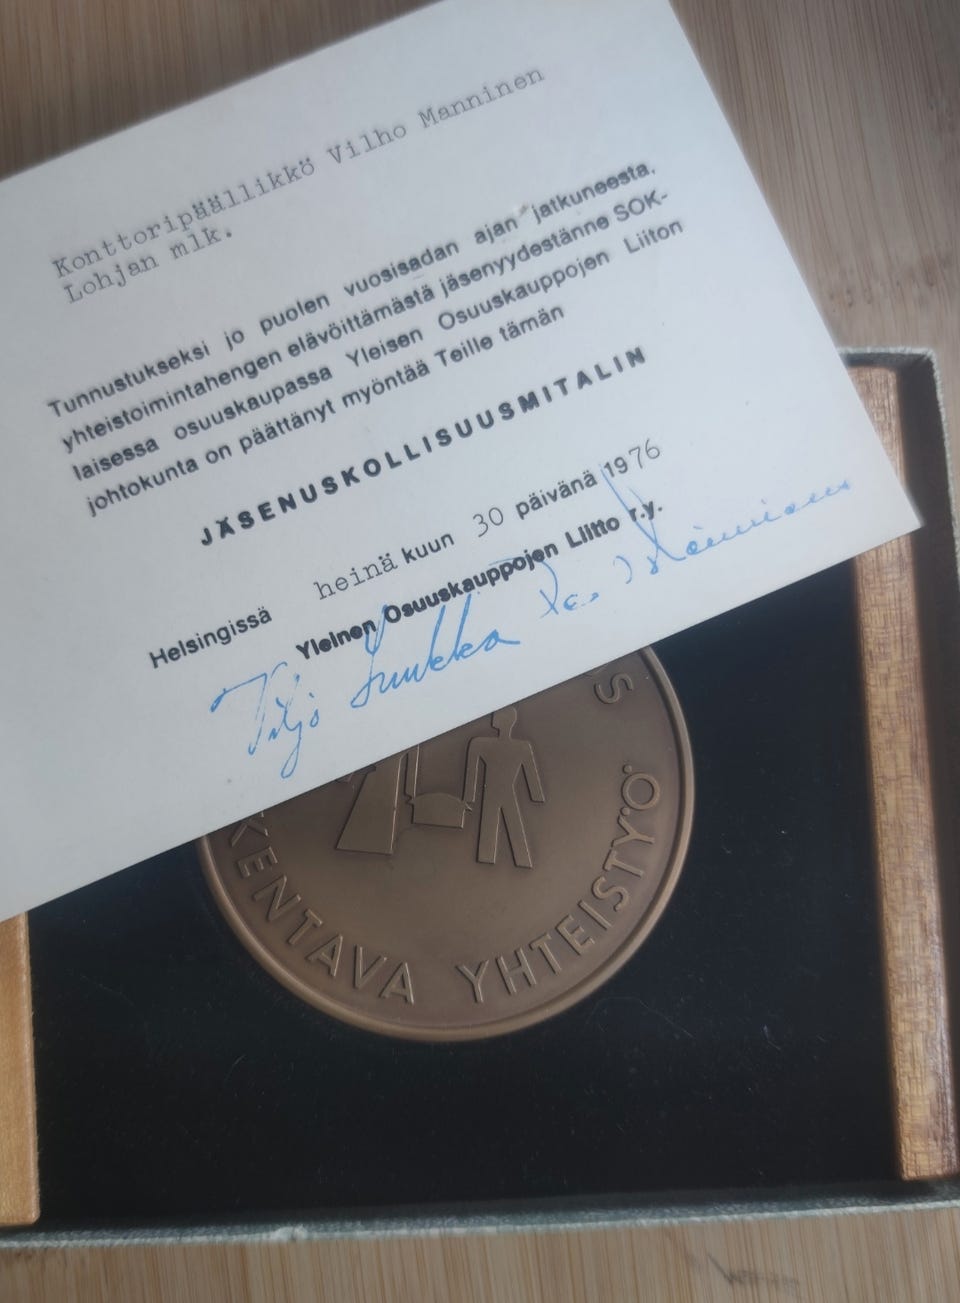 Konttoripäällikkö Vilho Manninen
Lohjan mlk.
Tunnustukseksi jo puolen vuosisadan ajan jatkuneesta,
yhteistoimintahengen elävöittämästä jäsenyydestänne SOK-
laisessa osuuskaupassa Yleisen Osuuskauppojen Liiton
johtokunta on päättänyt myöntää Teille tämän
JÄSENUSKOLLISUUSMITALIN
Helsingissä heinä kuun 30 päivänä 1976
Yleinen Osuuskauppojen Liitto r.y.
Viljo Luukka
S
KENTAVA YHTEISTYÖ